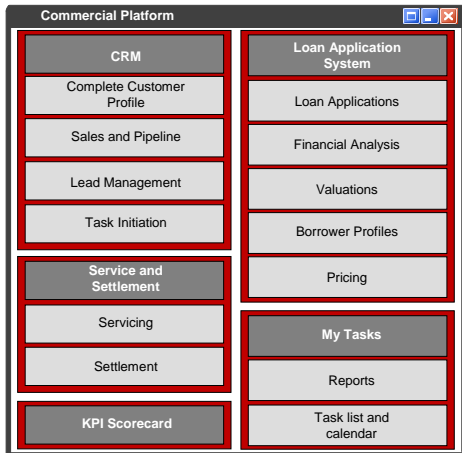 Commercial Platform
CRM
Complete Customer
Profile
Sales and Pipeline
Lead Management
Task Initiation
Service and
Settlement
Servicing
Settlement
KPI Scorecard
Loan Application
System
Loan Applications
Financial Analysis
Valuations
Borrower Profiles
Pricing
My Tasks
Reports
Task list and
calendar